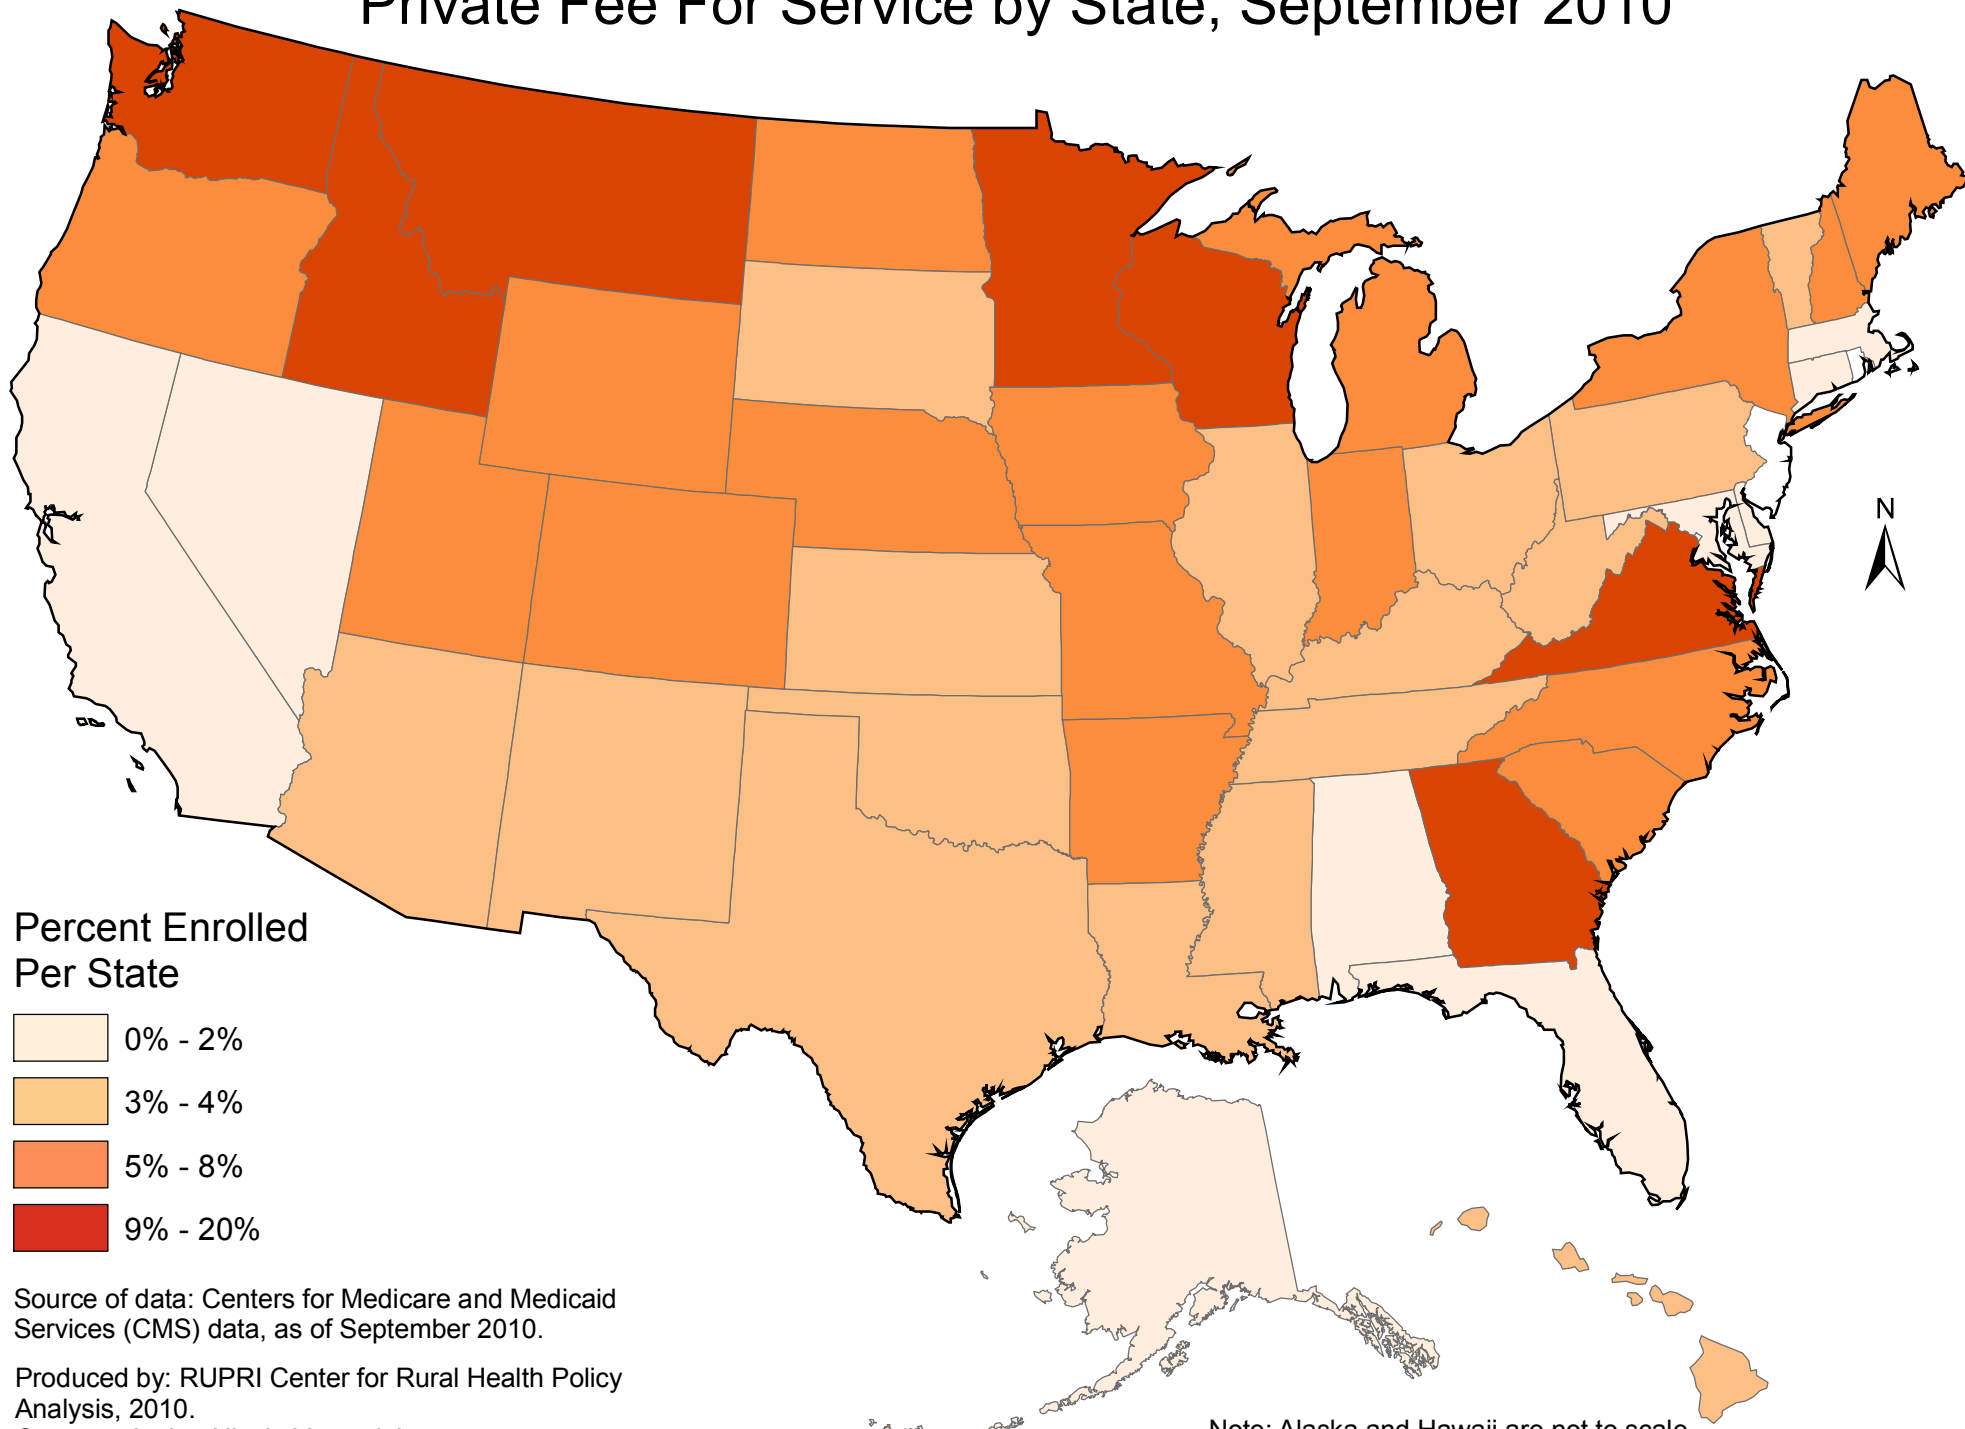 Private Fee For Service by State, September 2010
N
Percent Enrolled
Per State
0% - 2%
3% - 4%
5% - 8%
9% - 20%
Source of data: Centers for Medicare and Medicaid
Services (CMS) data, as of September 2010.
Produced by: RUPRI Center for Rural Health Policy
Analysis, 2010.
Note: Alaska and Hawaii are not to scale